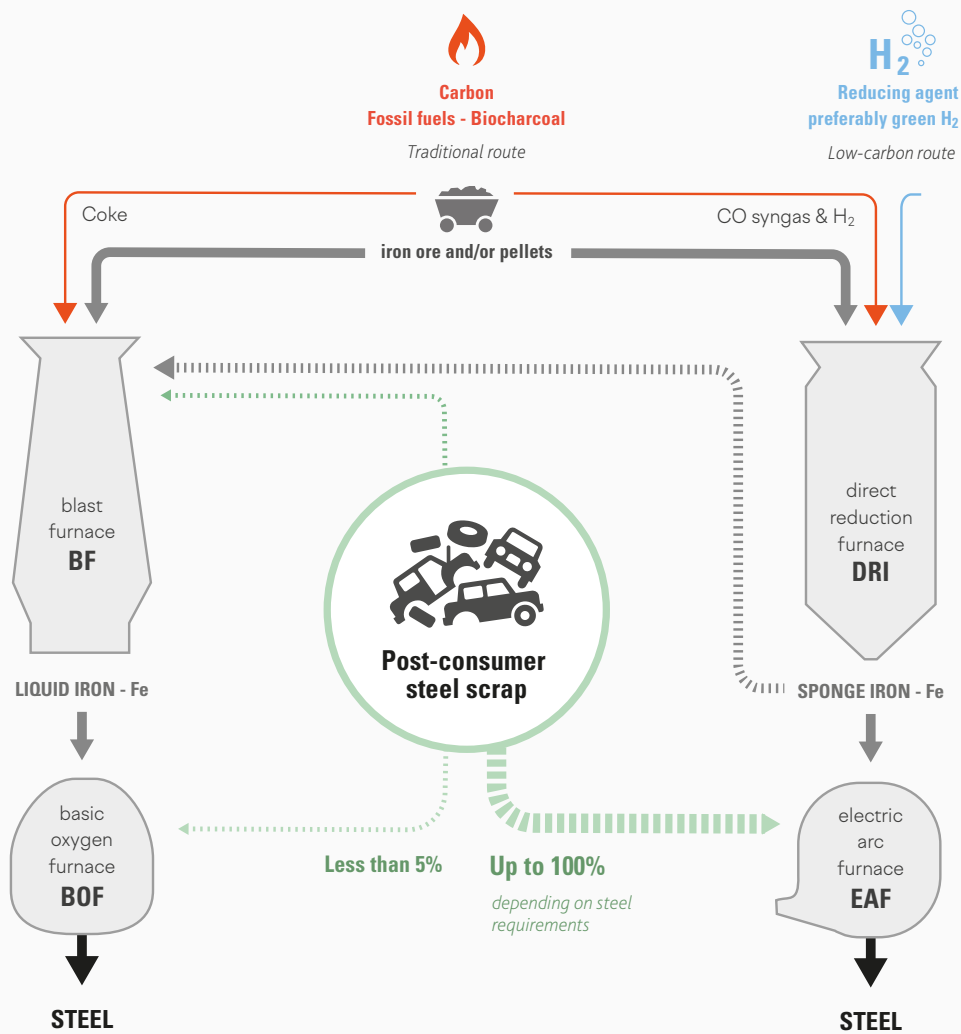 H2
Carbon
Fossil fuels - Biocharcoal
Traditional route
Reducing agent
preferably green H2
Low-carbon route
Coke
CO syngas & H2
iron ore and/or pellets
blast
furnace
BF
direct
reduction
furnace
DRI
Post-consumer
steel scrap
LIQUID IRON - Fe
SPONGE IRON - Fe
basic
oxygen
furnace
BOF
electric
arc
furnace
EAF
Less than 5%
Up to 100%
depending on steel
requirements
STEEL
STEEL